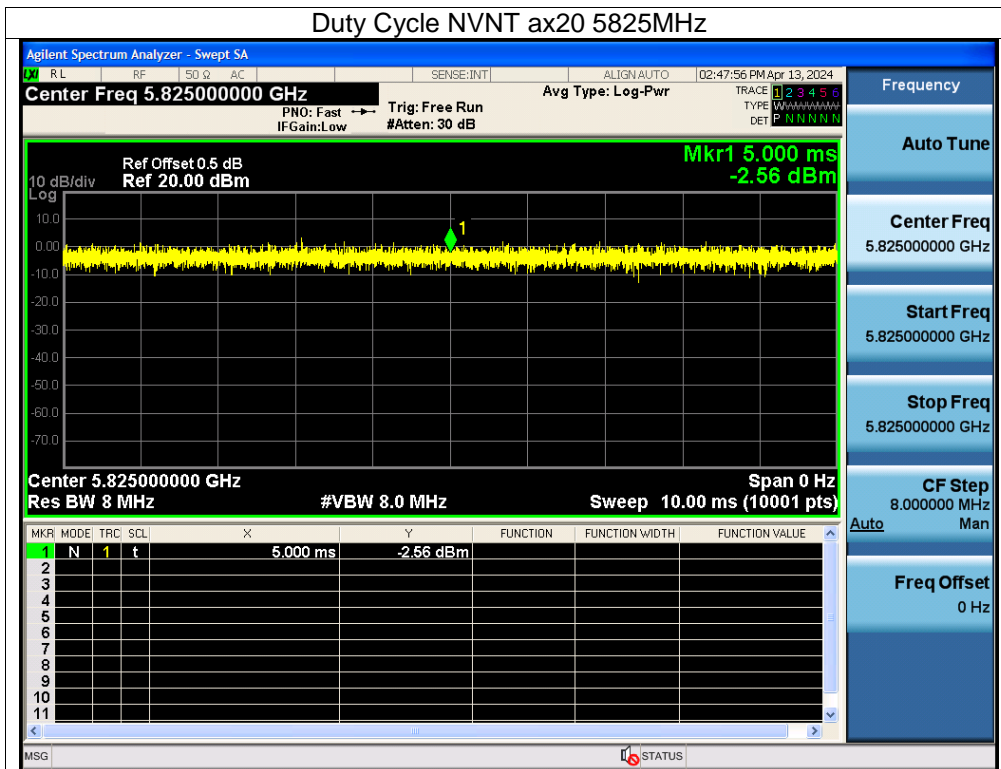 Duty Cycle NVNT ax20 5825MHz
Agilent Spectrum Analyzer - Swept SA
LXI RL RF 50 Ω AC SENSE:INT ALIGN AUTO 02:47:56 PM Apr 13, 2024
Center Freq 5.825000000 GHz
PNO: Fast
IFGain:Low
Trig: Free Run
#Atten: 30 dB
Avg Type: Log-Pwr
TRACE 1 2 3 4 5 6
TYPE WWWWWW
DET P N N N N N
Ref Offset 0.5 dB
10 dB/div Ref 20.00 dBm
Log
Mkr1 5.000 ms
-2.56 dBm
10.0
0.00
-10.0
-20.0
-30.0
-40.0
-50.0
-60.0
-70.0
1
Center 5.825000000 GHz Span 0 Hz
Res BW 8 MHz #VBW 8.0 MHz Sweep 10.00 ms (10001 pts)
MKR MODE TRC SCL X Y FUNCTION FUNCTION WIDTH FUNCTION VALUE
1 N 1 t 5.000 ms -2.56 dBm
2
3
4
5
6
7
8
9
10
11
MSG STATUS
Frequency
Auto Tune
Center Freq
5.825000000 GHz
Start Freq
5.825000000 GHz
Stop Freq
5.825000000 GHz
CF Step
8.000000 MHz
Auto Man
Freq Offset
0 Hz